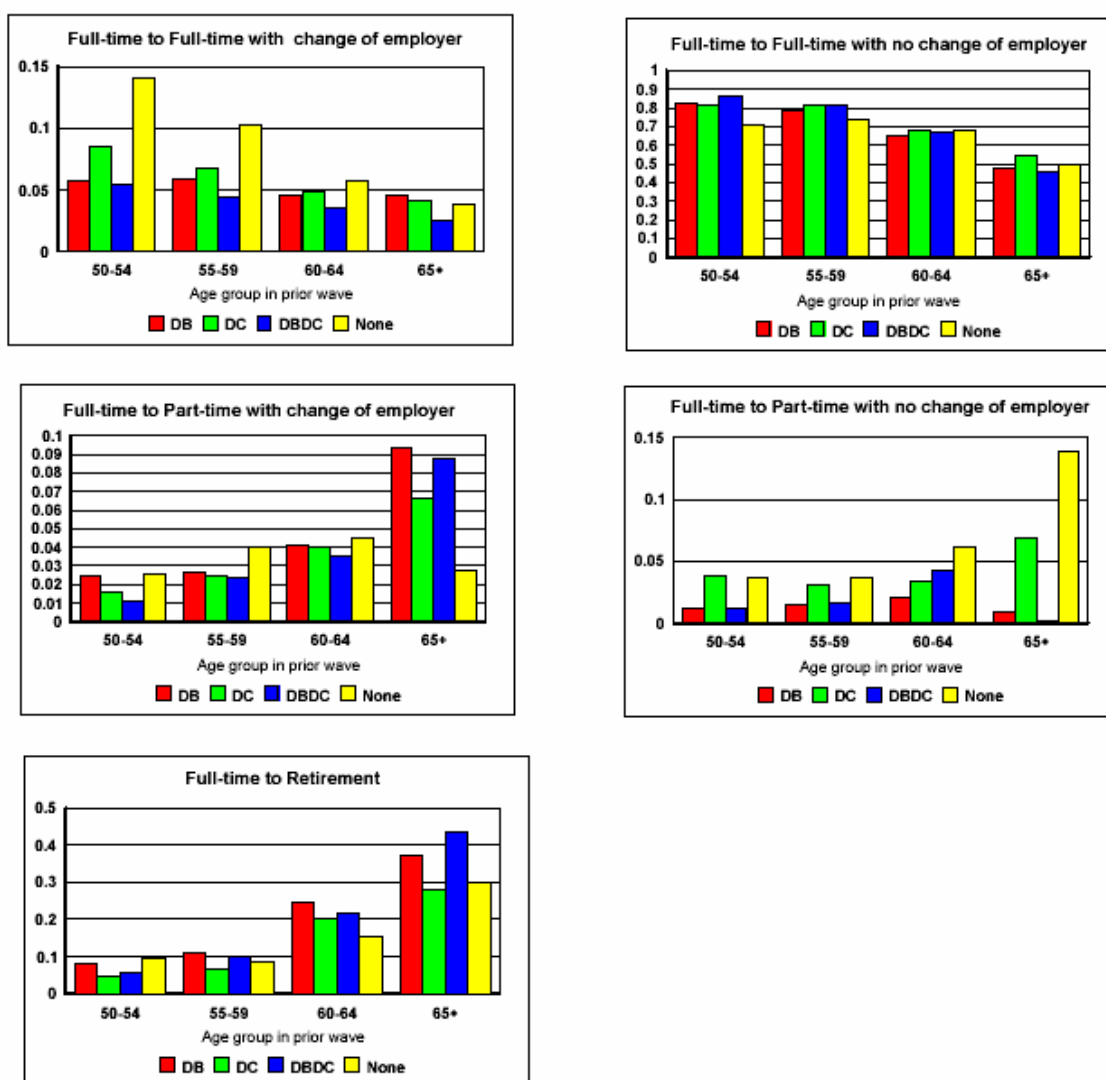 Full-time to Full-time with change of employer
0.15
0.1
0.05
0
50-54 55-59 60-64 65+
Age group in prior wave
DB DC DBDC None
Full-time to Full-time with no change of employer
1
0.9
0.8
0.7
0.6
0.5
0.4
0.3
0.2
0.1
0
50-54 55-59 60-64 65+
Age group in prior wave
DB DC DBDC None
Full-time to Part-time with change of employer
0.1
0.09
0.08
0.07
0.06
0.05
0.04
0.03
0.02
0.01
0
50-54 55-59 60-64 65+
Age group in prior wave
DB DC DBDC None
Full-time to Part-time with no change of employer
0.15
0.1
0.05
0
50-54 55-59 60-64 65+
Age group in prior wave
DB DC DBDC None
Full-time to Retirement
0.5
0.4
0.3
0.2
0.1
0
50-54 55-59 60-64 65+
Age group in prior wave
DB DC DBDC None